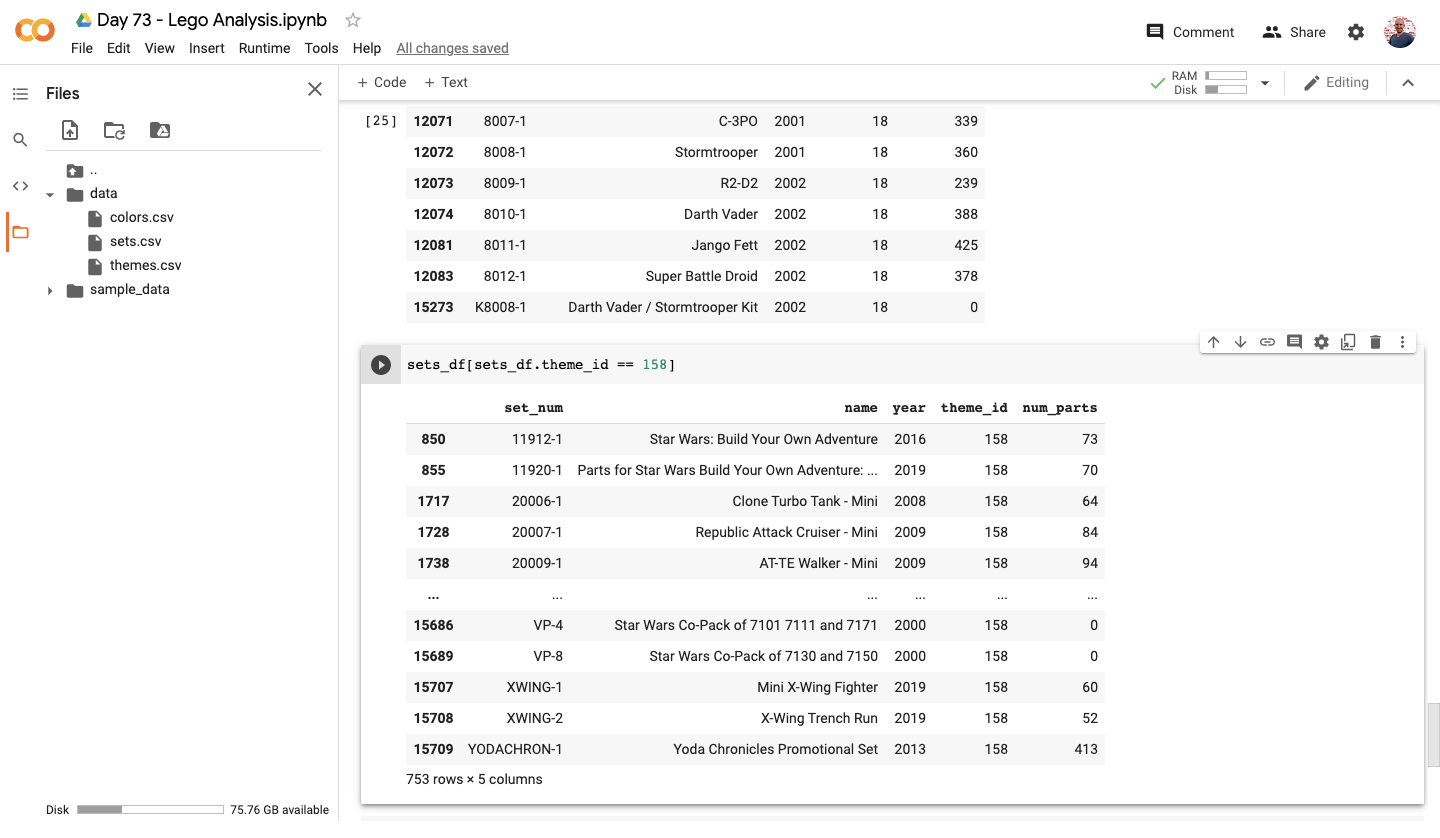 Day 73 - Lego Analysis.ipynb
File Edit View Insert Runtime Tools Help All changes saved
Comment Share
Files
+ Code + Text
RAM
Disk
Editing
..
data
colors.csv
sets.csv
themes.csv
sample_data
Disk 75.76 GB available
[25] 12071 8007-1 C-3PO 2001 18 339
12072 8008-1 Stormtrooper 2001 18 360
12073 8009-1 R2-D2 2002 18 239
12074 8010-1 Darth Vader 2002 18 388
12081 8011-1 Jango Fett 2002 18 425
12083 8012-1 Super Battle Droid 2002 18 378
15273 K8008-1 Darth Vader / Stormtrooper Kit 2002 18 0
sets_df[sets_df.theme_id == 158]
set_num name year theme_id num_parts
850 11912-1 Star Wars: Build Your Own Adventure 2016 158 73
855 11920-1 Parts for Star Wars Build Your Own Adventure: ... 2019 158 70
1717 20006-1 Clone Turbo Tank - Mini 2008 158 64
1728 20007-1 Republic Attack Cruiser - Mini 2009 158 84
1738 20009-1 AT-TE Walker - Mini 2009 158 94
... ... ... ... ... ...
15686 VP-4 Star Wars Co-Pack of 7101 7111 and 7171 2000 158 0
15689 VP-8 Star Wars Co-Pack of 7130 and 7150 2000 158 0
15707 XWING-1 Mini X-Wing Fighter 2019 158 60
15708 XWING-2 X-Wing Trench Run 2019 158 52
15709 YODACHRON-1 Yoda Chronicles Promotional Set 2013 158 413
753 rows × 5 columns